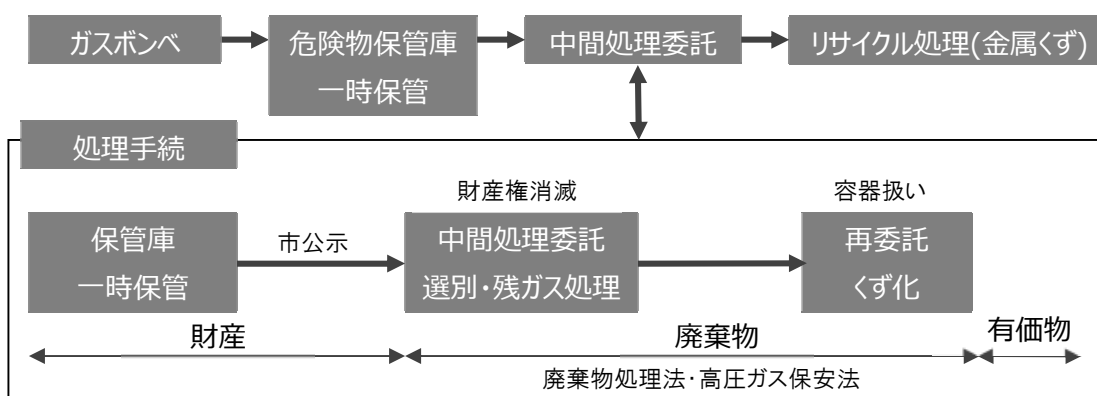 ガスボンベ
危険物保管庫
一時保管
中間処理委託
リサイクル処理(金属くず)
処理手続
財産権消滅
容器扱い
保管庫
一時保管
市公示
中間処理委託
選別・残ガス処理
再委託
くず化
財産
廃棄物
有価物
廃棄物処理法・高圧ガス保安法